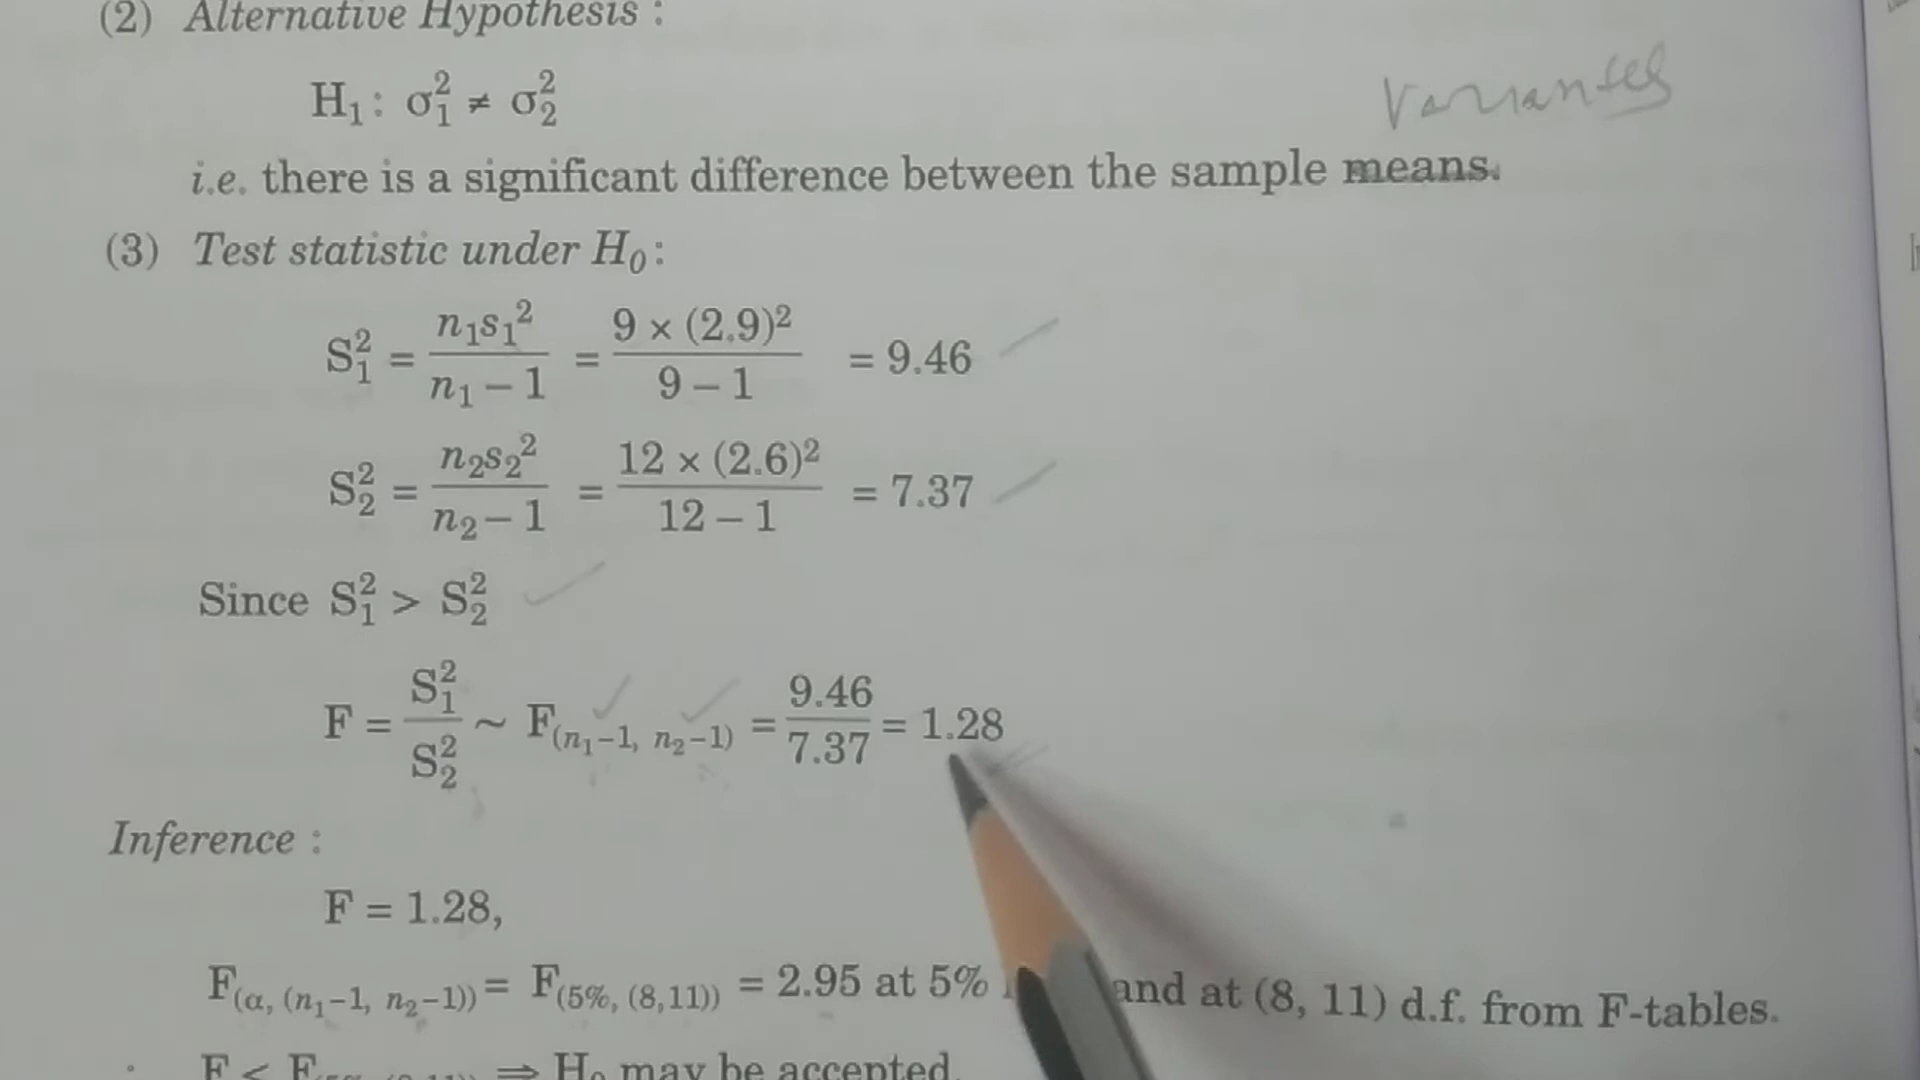 (2) Alternative Hypothesis :
Variances
H₁ : σ₁² ≠ σ₂²
i.e. there is a significant difference between the sample means.
(3) Test statistic under H₀ :
S₁² = n₁s₁² / n₁ – 1 = 9 × (2.9)² / 9 – 1 = 9.46
S₂² = n₂s₂² / n₂ – 1 = 12 × (2.6)² / 12 – 1 = 7.37
Since S₁² > S₂²
F = S₁² / S₂² ~ F₍n₁–1, n₂–1₎ = 9.46 / 7.37 = 1.28
Inference :
F = 1.28,
F₍α, (n₁–1, n₂–1)₎ = F₍5%, (8,11)₎ = 2.95 at 5% and at (8, 11) d.f. from F-tables.
F < F ⇒ H₀ may be accepted.